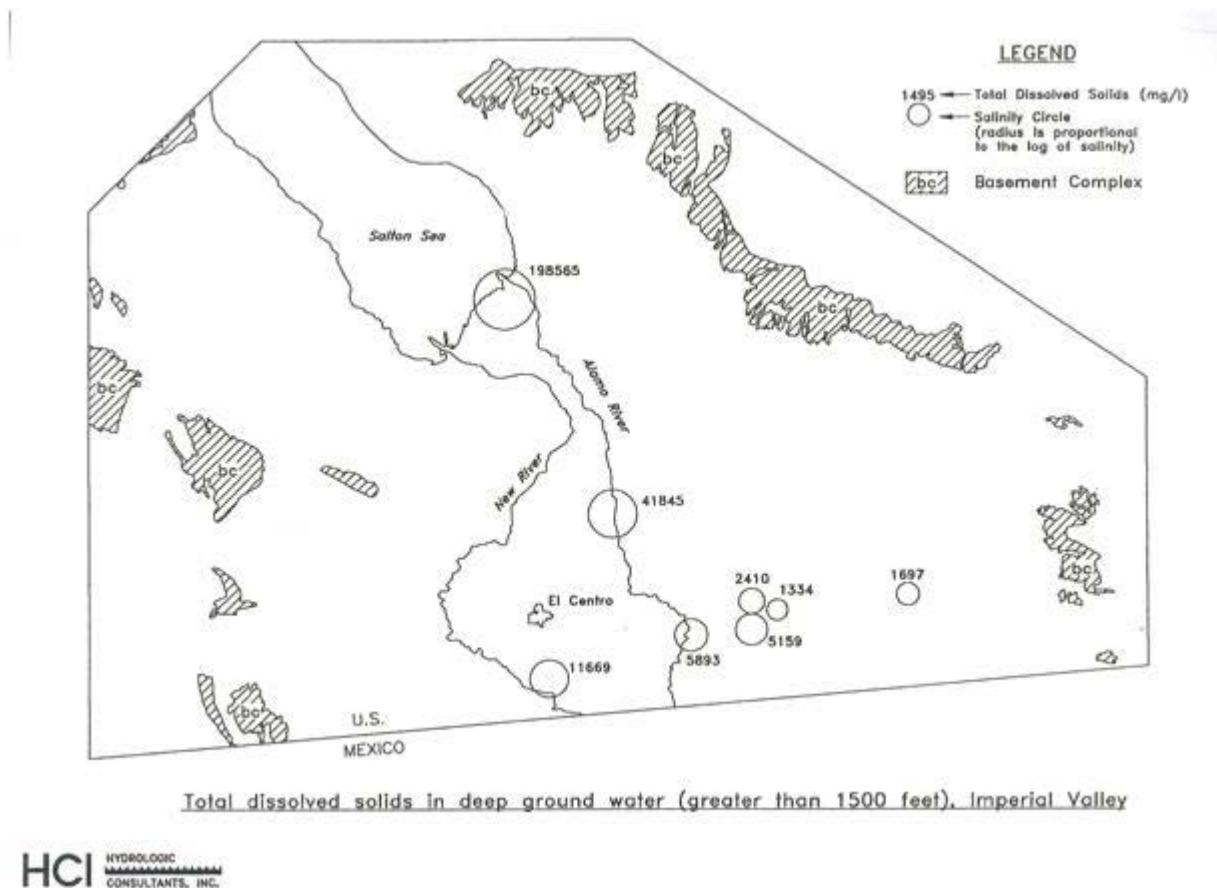 LEGEND
1495 Total Dissolved Solids (mg/l)
Salinity Circle
(radius is proportional
to the log of salinity)
bc Basement Complex
bc
bc
Salton Sea
198565
bc
bc
Alamo River
bc
New River
41845
2410
1334
1697
bc
El Centro
5893
5159
11669
bc
U.S.
MEXICO
Total dissolved solids in deep ground water (greater than 1500 feet), Imperial Valley
HCI HYDROLOGIC
CONSULTANTS, INC.